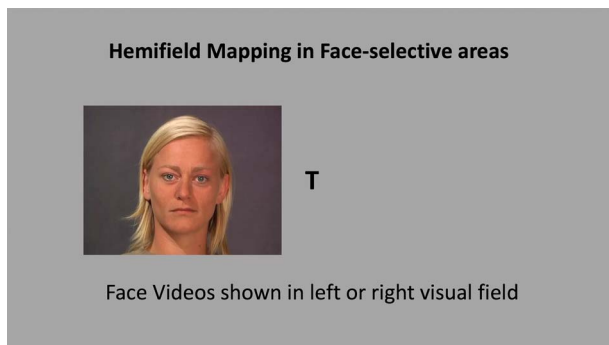 Hemifield Mapping in Face-selective areas
T
Face Videos shown in left or right visual field